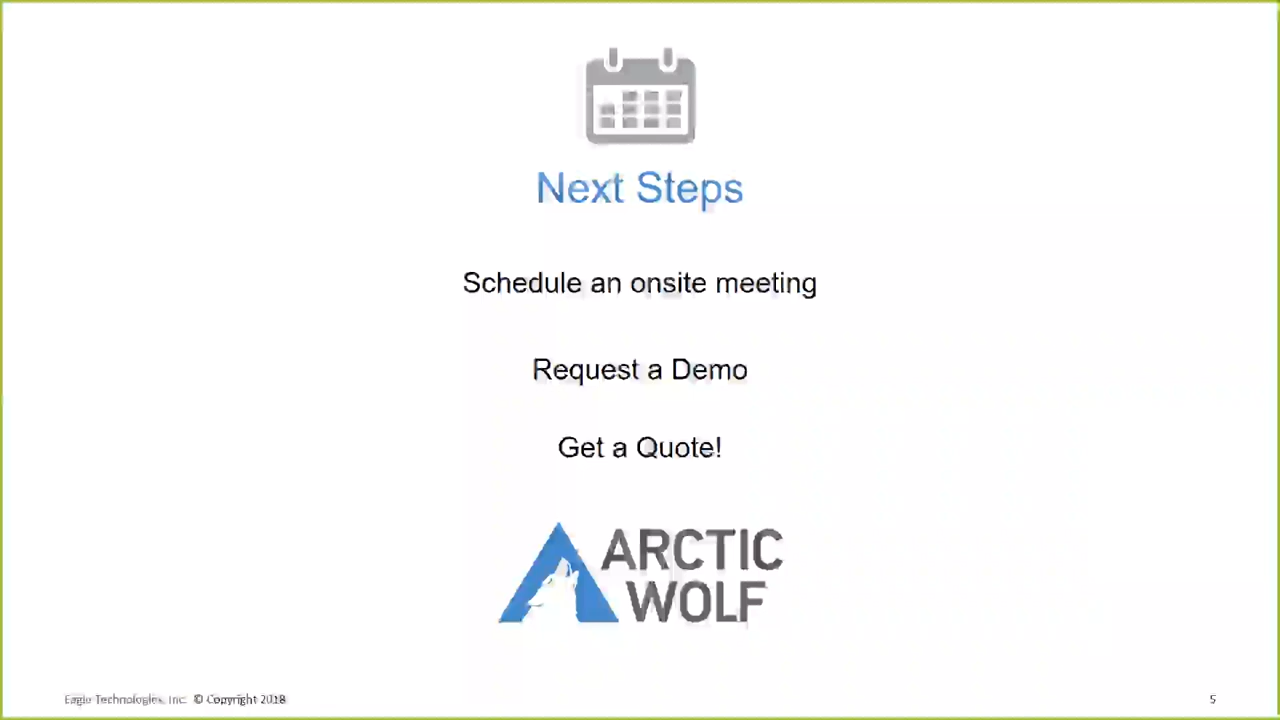 Next Steps
Schedule an onsite meeting
Request a Demo
Get a Quote!
ARCTIC
WOLF
Eagle Technologies, Inc. © Copyright 2018
5